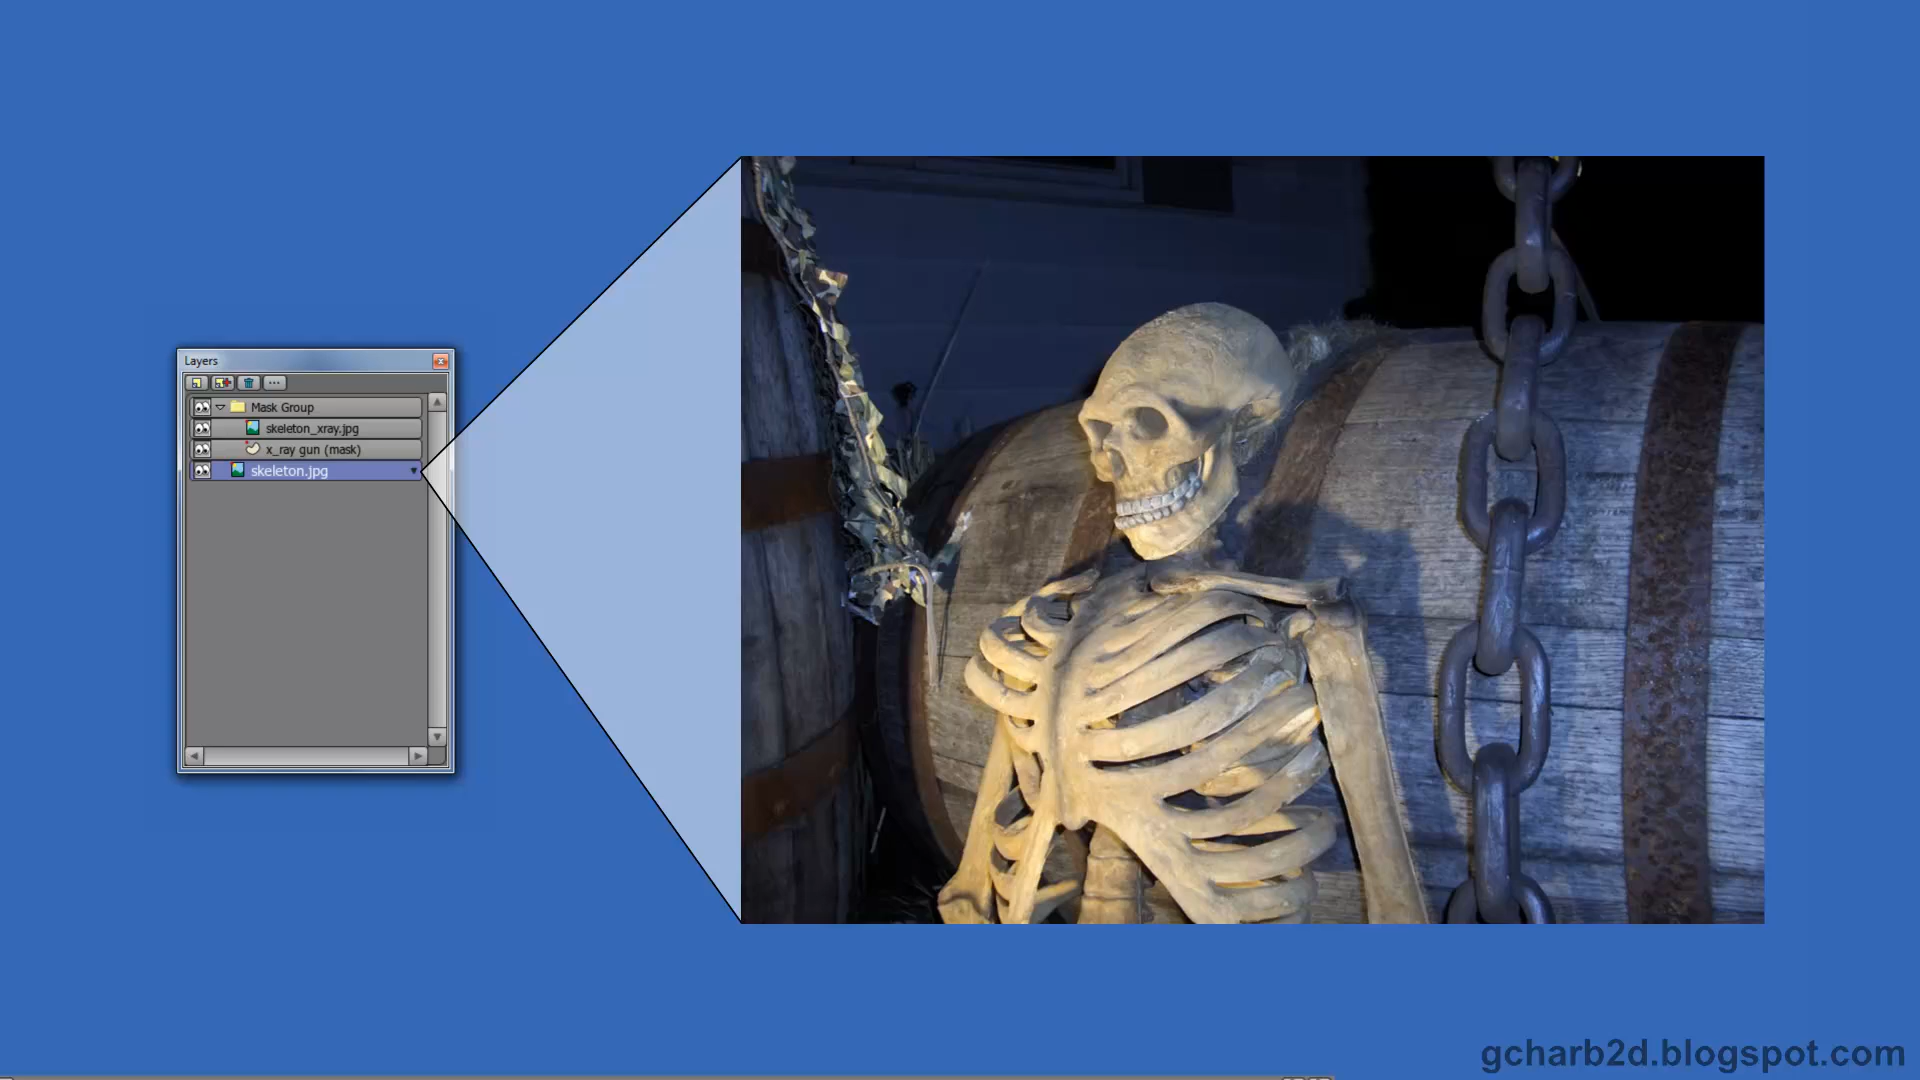 Layers
Mask Group
skeleton_xray.jpg
x_ray gun (mask)
skeleton.jpg
gcharb2d.blogspot.com